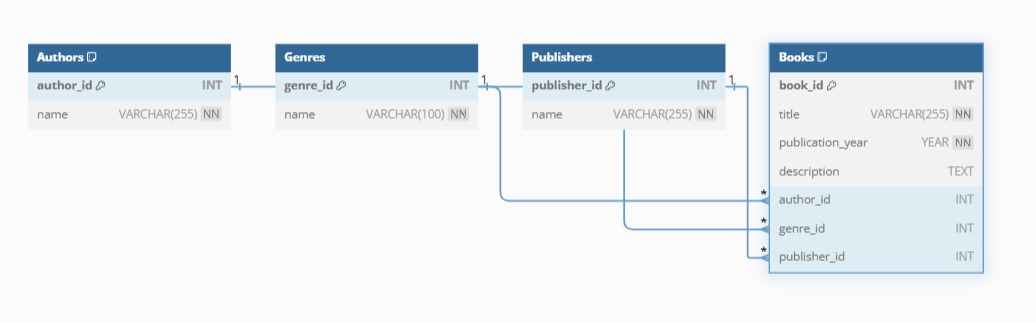 Authors
author_id INT
name VARCHAR(255) NN
1
Genres
genre_id INT
name VARCHAR(100) NN
1
Publishers
publisher_id INT
name VARCHAR(255) NN
1
Books
book_id INT
title VARCHAR(255) NN
publication_year YEAR NN
description TEXT
* author_id INT
* genre_id INT
* publisher_id INT